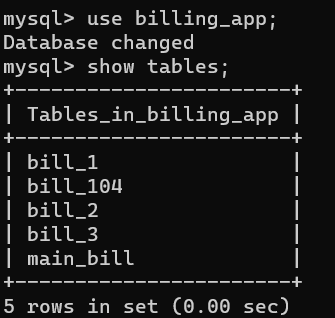 mysql> use billing_app;
Database changed
mysql> show tables;
+-----------------------+
| Tables_in_billing_app |
+-----------------------+
| bill_1                |
| bill_104              |
| bill_2                |
| bill_3                |
| main_bill             |
+-----------------------+
5 rows in set (0.00 sec)